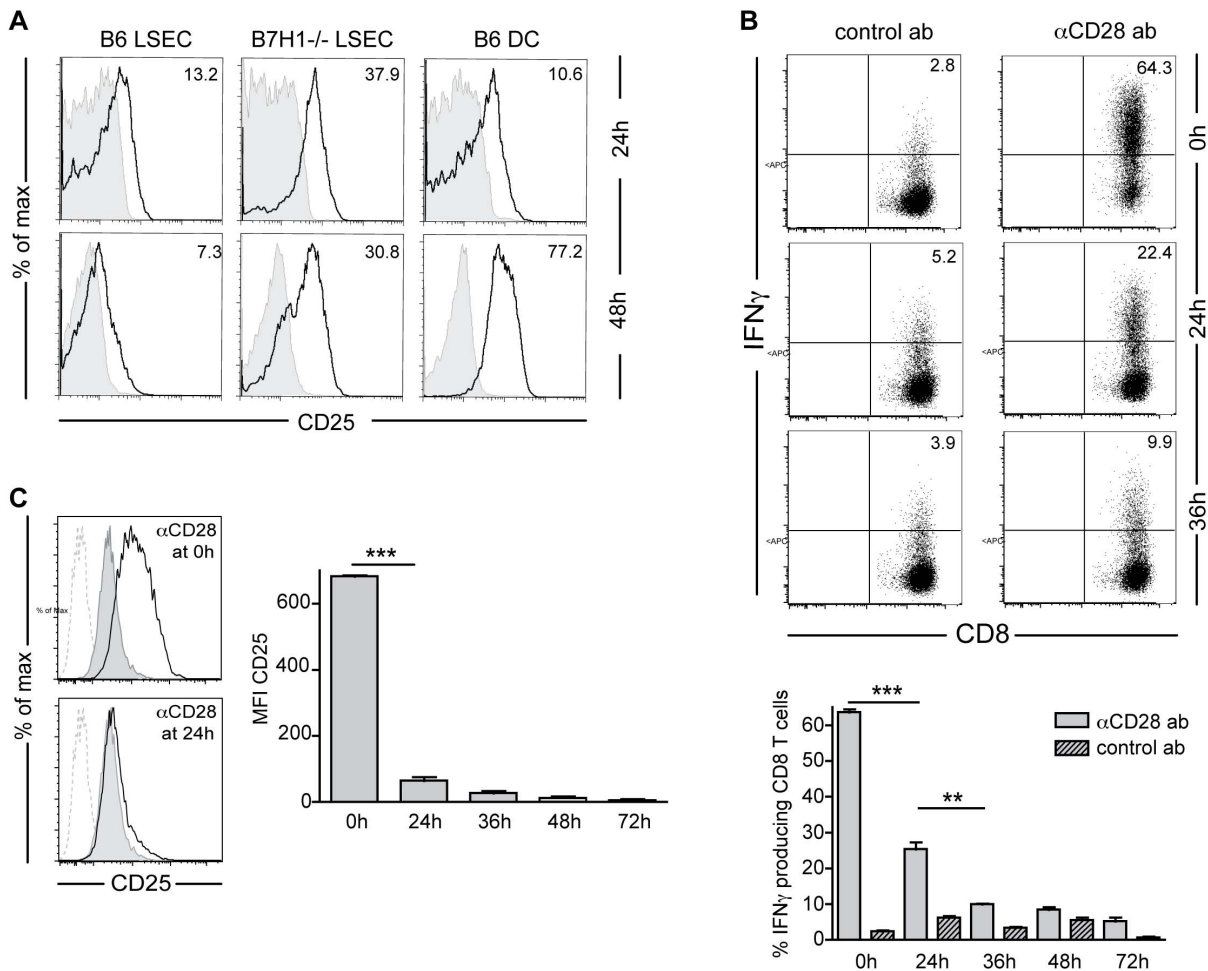 A
B6 LSEC
B7H1-/- LSEC
B6 DC
13.2
37.9
10.6
24h
7.3
30.8
77.2
48h
% of max
CD25
B
control ab
αCD28 ab
2.8
64.3
0h
<APC
5.2
22.4
24h
<APC
<APC
3.9
9.9
36h
<APC
<APC
IFNγ
CD8
C
αCD28
at 0h
% of Max
αCD28
at 24h
% of max
CD25
MFI CD25
600
400
200
0
***
0h 24h 36h 48h 72h
% IFNγ producing CD8 T cells
60
50
40
30
20
10
0
***
**
αCD28 ab
control ab
0h 24h 36h 48h 72h